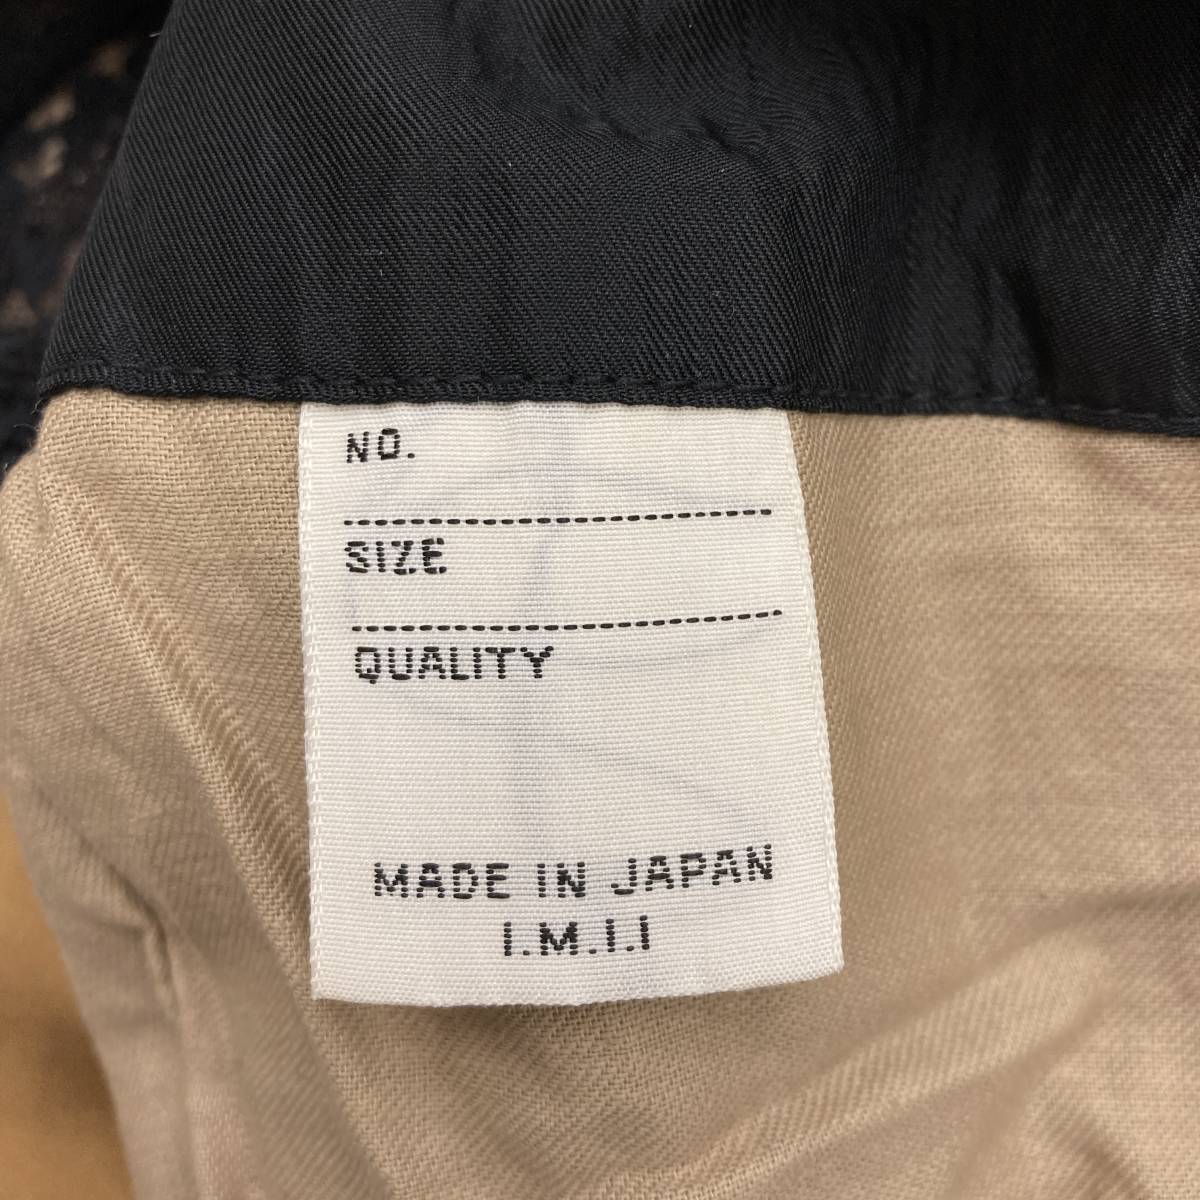 NO.
SIZE
QUALITY
MADE IN JAPAN
I.M.I.I